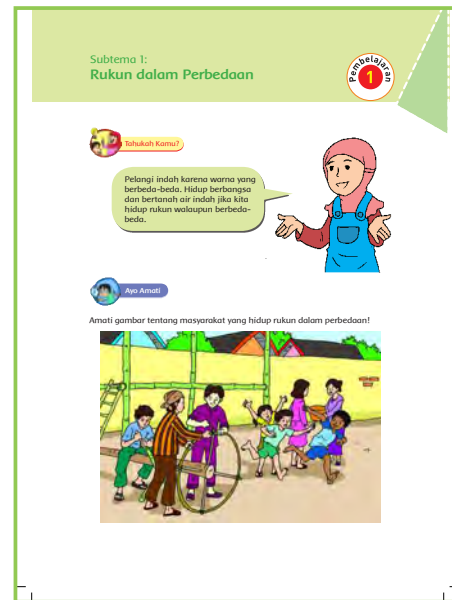 Subtema 1:
Rukun dalam Perbedaan
Pembelajaran
1
Tahukah Kamu?
Pelangi indah karena warna yang
berbeda-beda. Hidup berbangsa
dan bertanah air indah jika kita
hidup rukun walaupun berbeda-
beda.
Ayo Amati
Amati gambar tentang masyarakat yang hidup rukun dalam perbedaan!